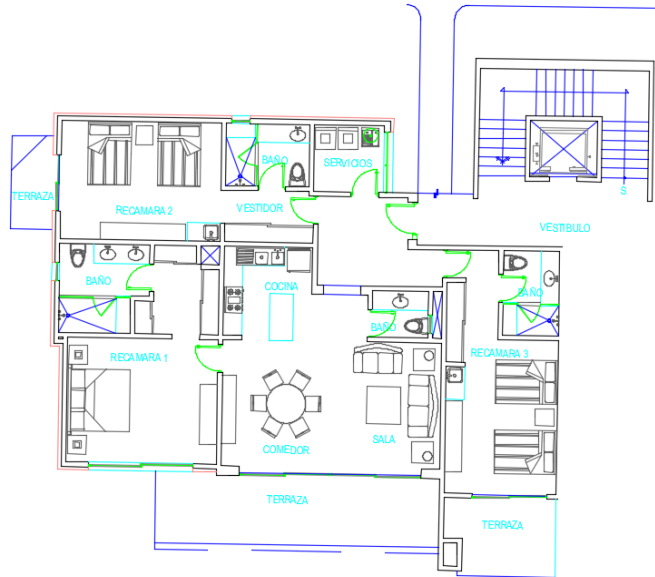 BAÑO
SERVICIOS
TERRAZA
RECAMARA 2
VESTIDOR
S
VESTIBULO
BAÑO
COCINA
BAÑO
BAÑO
RECAMARA 1
RECAMARA 3
COMEDOR
SALA
TERRAZA
TERRAZA